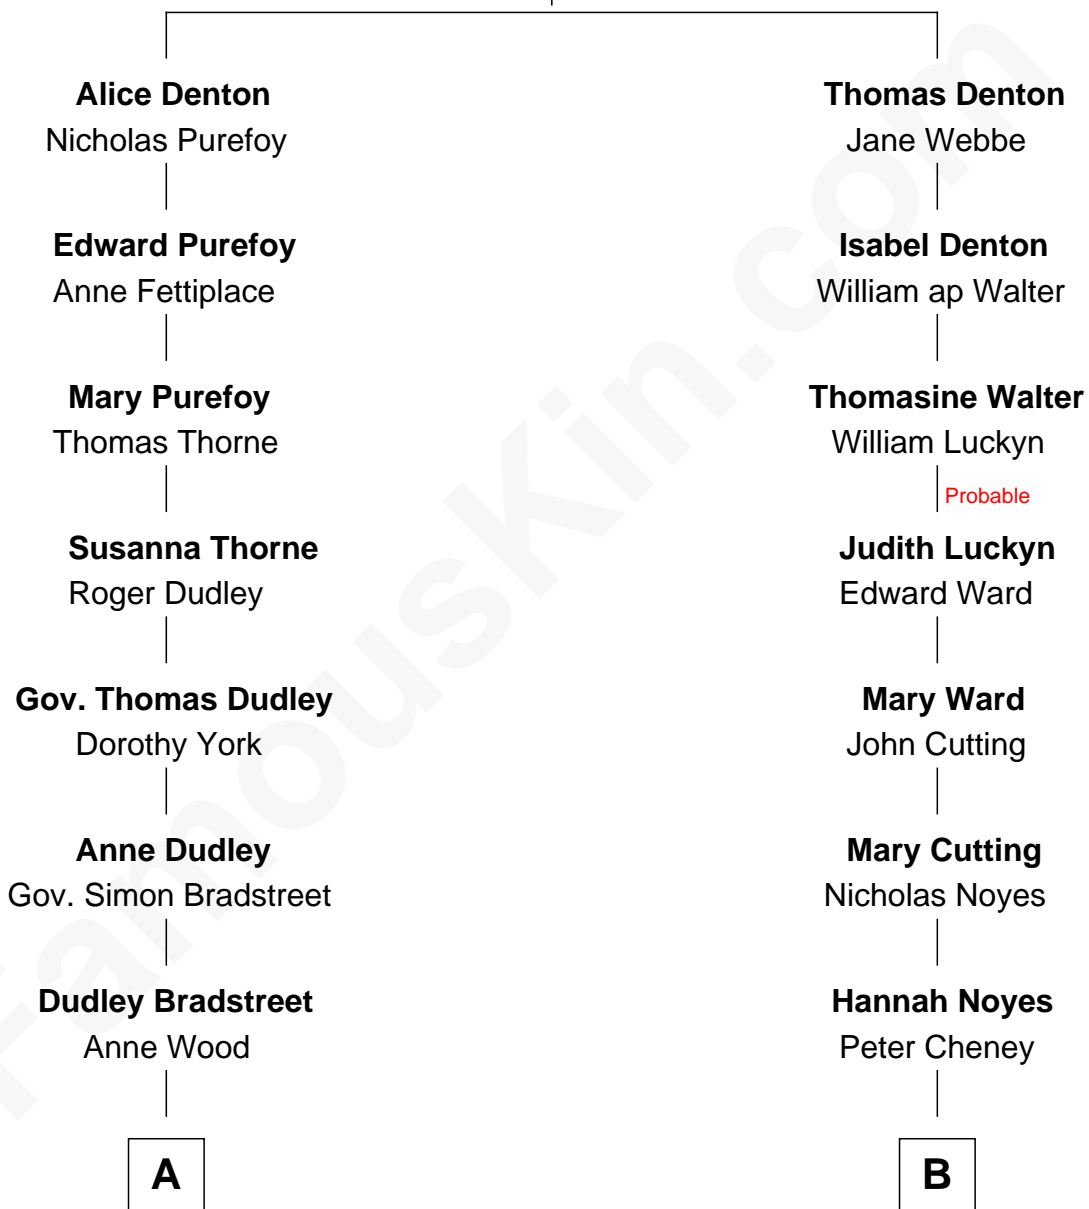 Alice Denton
Nicholas Purefoy
Edward Purefoy
Anne Fettiplace
Mary Purefoy
Thomas Thorne
Susanna Thorne
Roger Dudley
Gov. Thomas Dudley
Dorothy York
Anne Dudley
Gov. Simon Bradstreet
Dudley Bradstreet
Anne Wood
A
Thomas Denton
Jane Webbe
Isabel Denton
William ap Walter
Thomasine Walter
William Luckyn
Probable
Judith Luckyn
Edward Ward
Mary Ward
John Cutting
Mary Cutting
Nicholas Noyes
Hannah Noyes
Peter Cheney
B
FamousKin.com